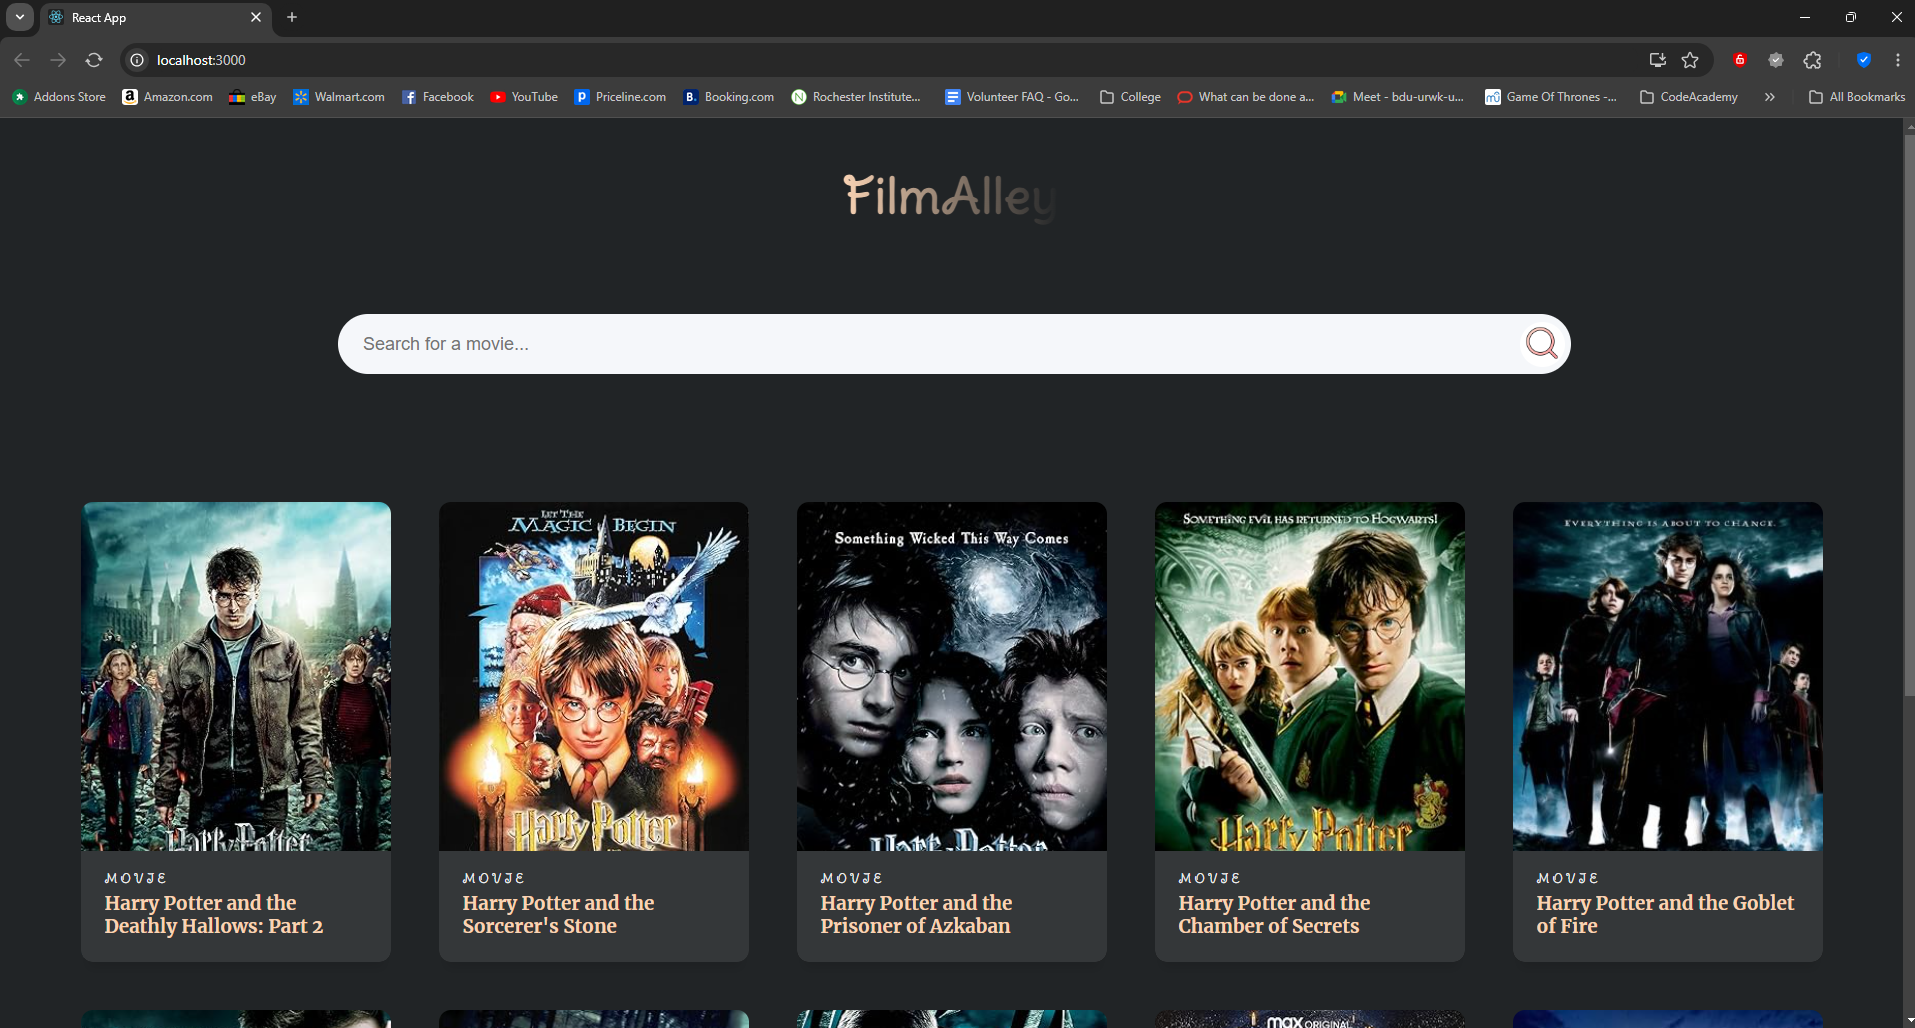 React App
localhost:3000
Addons Store
Amazon.com
eBay
Walmart.com
Facebook
YouTube
Priceline.com
Booking.com
Rochester Institute...
Volunteer FAQ - Go...
College
What can be done a...
Meet - bdu-urwk-u...
Game Of Thrones -...
CodeAcademy
All Bookmarks
FilmAlley
Search for a movie...
LET THE
MAGIC BEGIN
Harry Potter
Something Wicked This Way Comes
Harry Potter
SOMETHING EVIL HAS RETURNED TO HOGWARTS!
Harry Potter
EVERYTHING IS ABOUT TO CHANGE.
Harry Potter
MOVIE
Harry Potter and the
Deathly Hallows: Part 2
MOVIE
Harry Potter and the
Sorcerer's Stone
MOVIE
Harry Potter and the
Prisoner of Azkaban
MOVIE
Harry Potter and the
Chamber of Secrets
MOVIE
Harry Potter and the Goblet
of Fire
max ORIGINAL